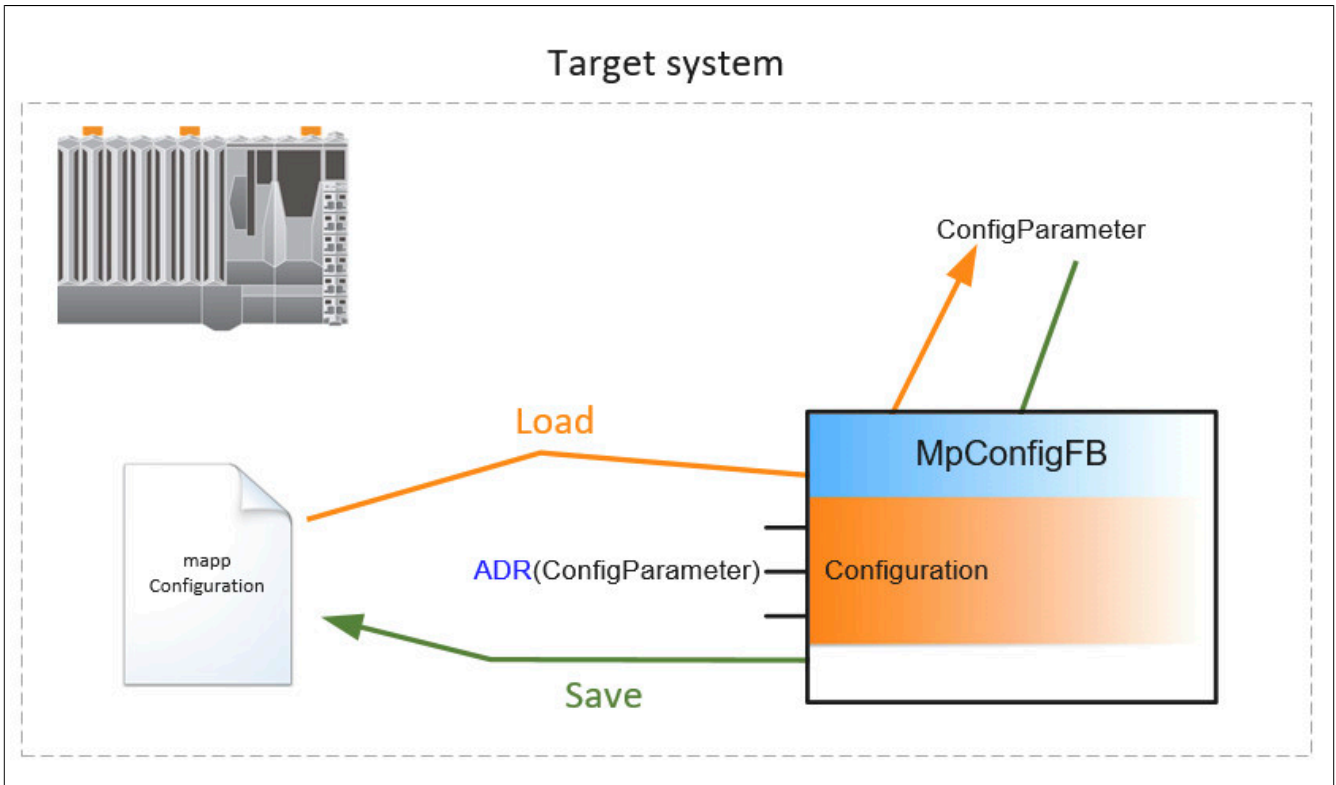 Target system
ConfigParameter
Load
MpConfigFB
mapp
Configuration
ADR(ConfigParameter)
Configuration
Save